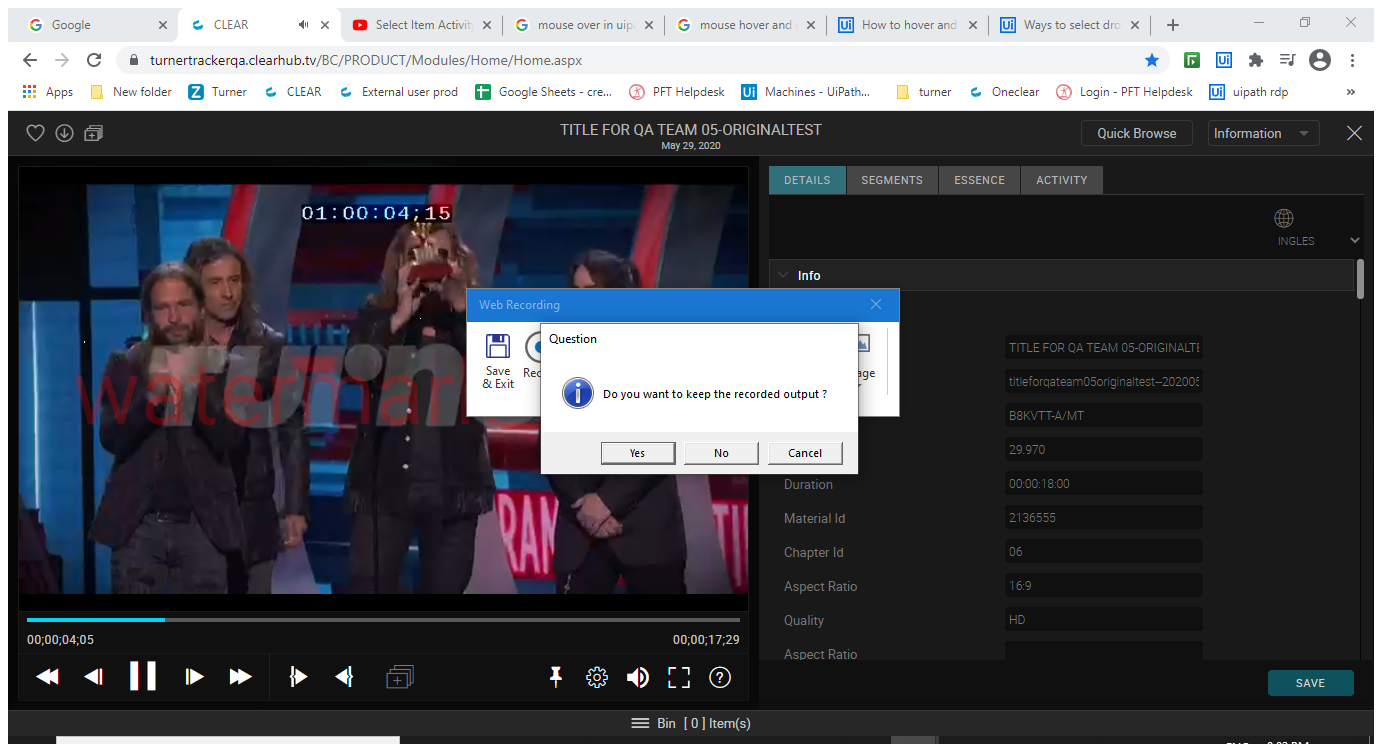 Google
CLEAR
Select Item Activity
mouse over in uipa
mouse hover and
How to hover and
Ways to select dro
turnertrackerqa.clearhub.tv/BC/PRODUCT/Modules/Home/Home.aspx
Apps
New folder
Turner
CLEAR
External user prod
Google Sheets - cre...
PFT Helpdesk
Machines - UiPath...
turner
Oneclear
Login - PFT Helpdesk
uipath rdp
»
TITLE FOR QA TEAM 05-ORIGINALTEST
May 29, 2020
Quick Browse
Information
01:00:04;15
watermar
DETAILS
SEGMENTS
ESSENCE
ACTIVITY
INGLES
Info
Web Recording
Save
& Exit
Rec
age
Question
Do you want to keep the recorded output ?
Yes
No
Cancel
TITLE FOR QA TEAM 05-ORIGINALTE
titleforqateam05originaltest--202005
B8KVTT-A/MT
29.970
Duration
00:00:18:00
Material Id
2136555
Chapter Id
06
Aspect Ratio
16:9
Quality
HD
Aspect Ratio
RAN
00;00;04;05
00;00;17;29
SAVE
Bin [ 0 ] Item(s)